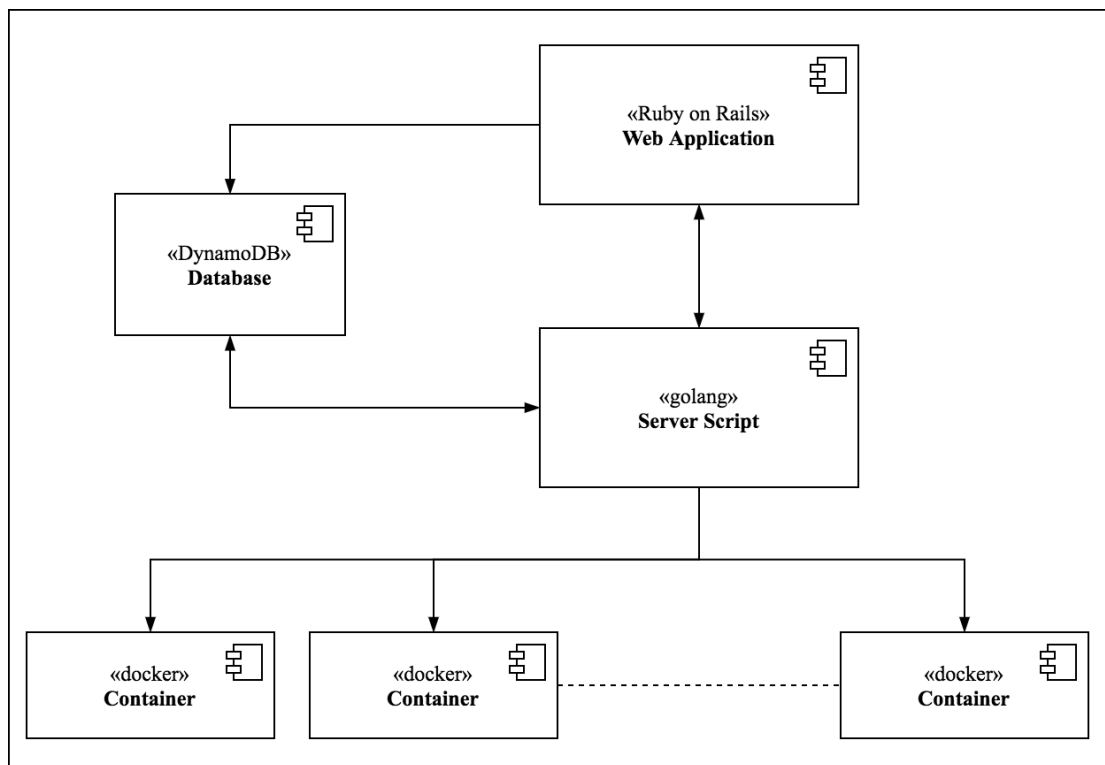 «Ruby on Rails»
Web Application
«DynamoDB»
Database
«golang»
Server Script
«docker»
Container
«docker»
Container
«docker»
Container